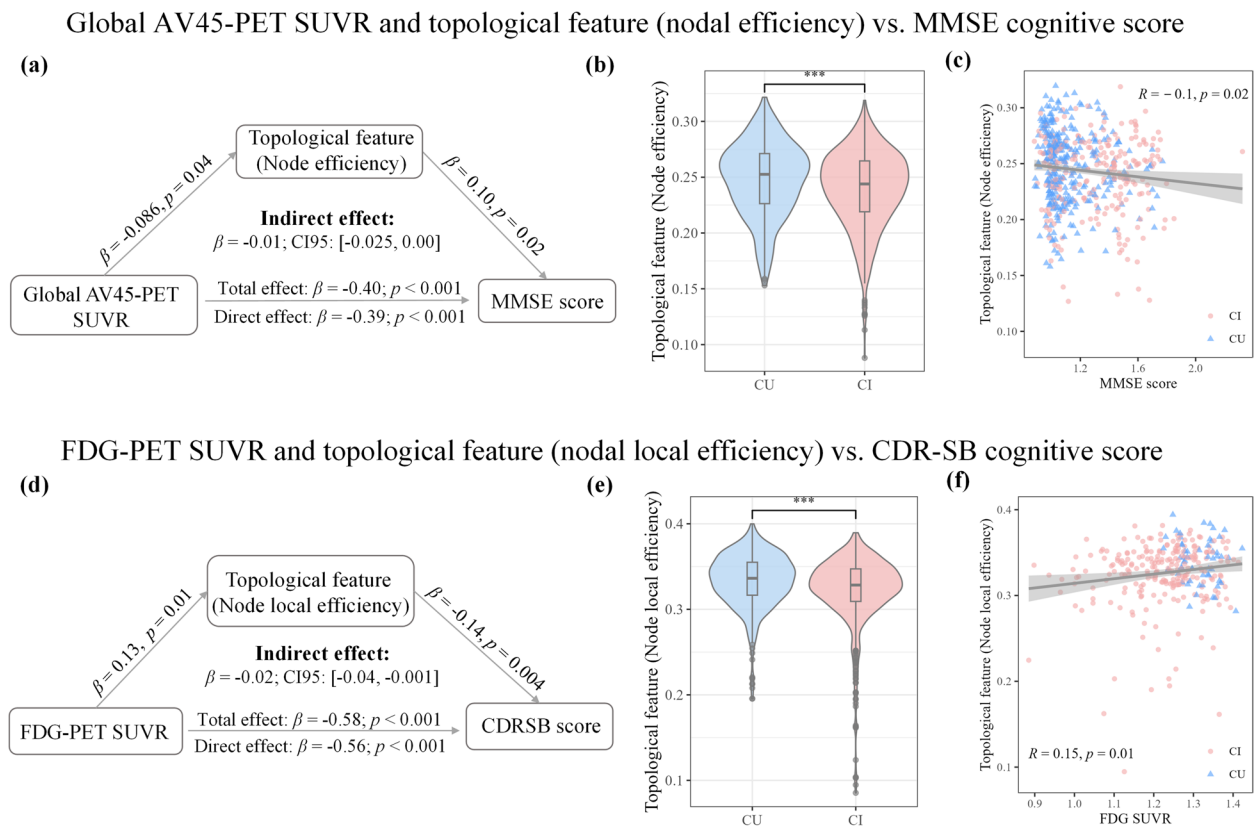 Global AV45-PET SUVR and topological feature (nodal efficiency) vs. MMSE cognitive score
(a)
Topological feature
(Node efficiency)
β = -0.086, p = 0.04
β = 0.10, p = 0.02
Indirect effect:
β = -0.01; CI95: [-0.025, 0.00]
Global AV45-PET
SUVR
Total effect: β = -0.40; p < 0.001
Direct effect: β = -0.39; p < 0.001
MMSE score
(b)
***
Topological feature (Node efficiency)
0.30
0.25
0.20
0.15
0.10
CU
CI
(c)
R = − 0.1, p = 0.02
Topological feature (Node efficiency)
0.30
0.25
0.20
0.15
0.10
CI
CU
1.2
1.6
2.0
MMSE score
FDG-PET SUVR and topological feature (nodal local efficiency) vs. CDR-SB cognitive score
(d)
Topological feature
(Node local efficiency)
β = 0.13, p = 0.01
β = -0.14, p = 0.004
Indirect effect:
β = -0.02; CI95: [-0.04, -0.001]
FDG-PET SUVR
Total effect: β = -0.58; p < 0.001
Direct effect: β = -0.56; p < 0.001
CDRSB score
(e)
***
Topological feature (Node local efficiency)
0.4
0.3
0.2
0.1
CU
CI
(f)
Topological feature (Node local efficiency)
0.4
0.3
0.2
0.1
R = 0.15, p = 0.01
CI
CU
0.9
1.0
1.1
1.2
1.3
1.4
FDG SUVR